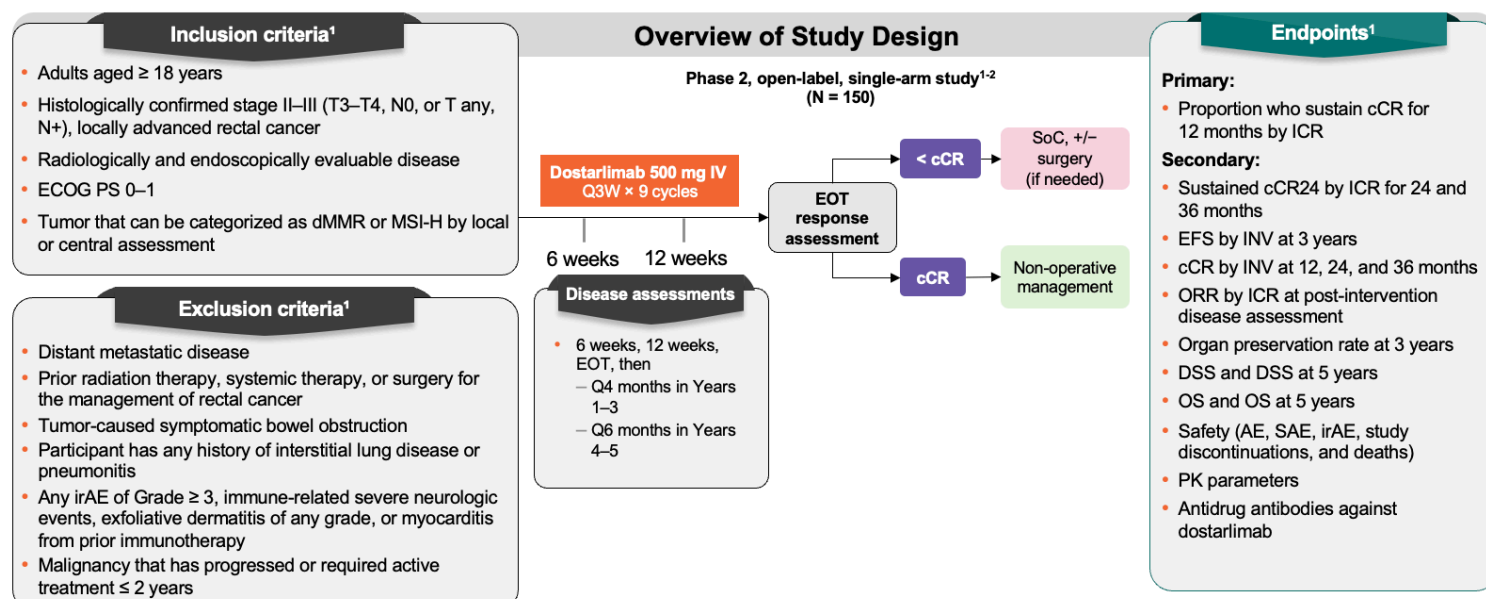 Overview of Study Design
Inclusion criteria¹
• Adults aged ≥ 18 years
• Histologically confirmed stage II–III (T3–T4, N0, or T any,
N+), locally advanced rectal cancer
• Radiologically and endoscopically evaluable disease
• ECOG PS 0–1
• Tumor that can be categorized as dMMR or MSI-H by local
or central assessment
Exclusion criteria¹
• Distant metastatic disease
• Prior radiation therapy, systemic therapy, or surgery for
the management of rectal cancer
• Tumor-caused symptomatic bowel obstruction
• Participant has any history of interstitial lung disease or
pneumonitis
• Any irAE of Grade ≥ 3, immune-related severe neurologic
events, exfoliative dermatitis of any grade, or myocarditis
from prior immunotherapy
• Malignancy that has progressed or required active
treatment ≤ 2 years
Phase 2, open-label, single-arm study¹⁻²
(N = 150)
Dostarlimab 500 mg IV
Q3W × 9 cycles
6 weeks
12 weeks
Disease assessments
• 6 weeks, 12 weeks,
EOT, then
– Q4 months in Years
1–3
– Q6 months in Years
4–5
EOT
response
assessment
< cCR
SoC, +/−
surgery
(if needed)
cCR
Non-operative
management
Endpoints¹
Primary:
• Proportion who sustain cCR for
12 months by ICR
Secondary:
• Sustained cCR24 by ICR for 24 and
36 months
• EFS by INV at 3 years
• cCR by INV at 12, 24, and 36 months
• ORR by ICR at post-intervention
disease assessment
• Organ preservation rate at 3 years
• DSS and DSS at 5 years
• OS and OS at 5 years
• Safety (AE, SAE, irAE, study
discontinuations, and deaths)
• PK parameters
• Antidrug antibodies against
dostarlimab